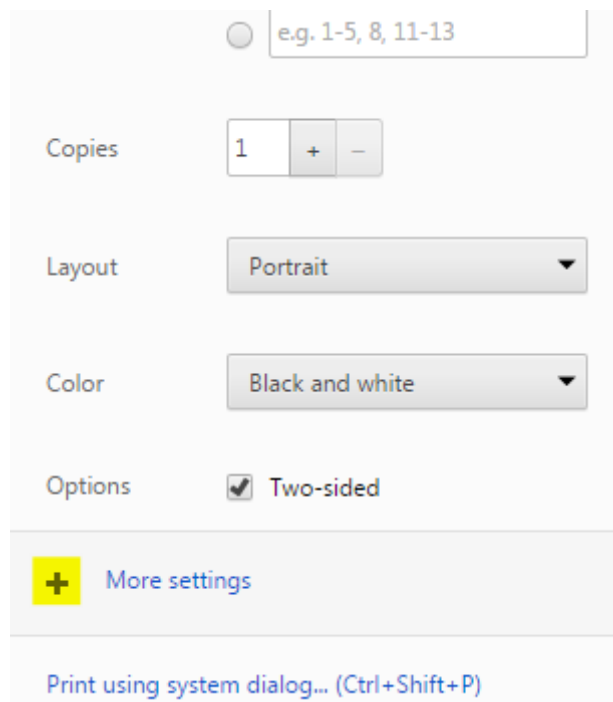 e.g. 1-5, 8, 11-13
Copies 1 + –
Layout Portrait
Color Black and white
Options Two-sided
+ More settings
Print using system dialog... (Ctrl+Shift+P)